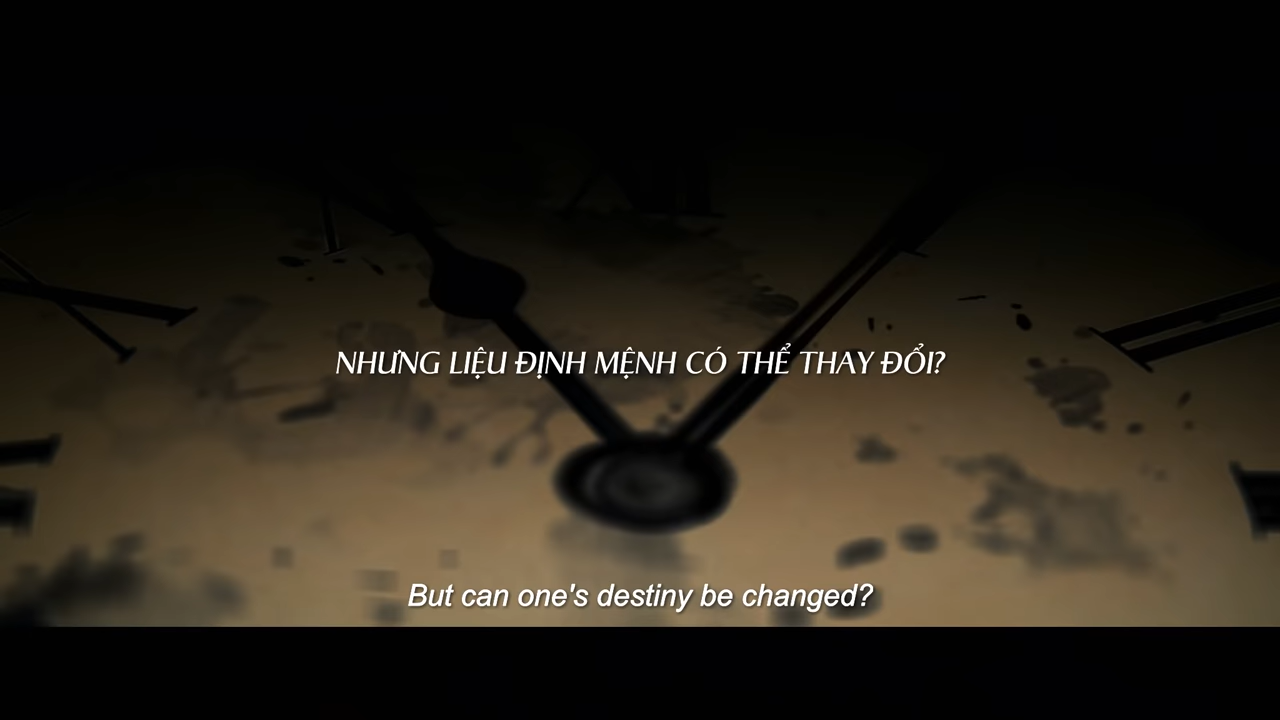 NHƯNG LIỆU ĐỊNH MỆNH CÓ THỂ THAY ĐỔI?
But can one's destiny be changed?